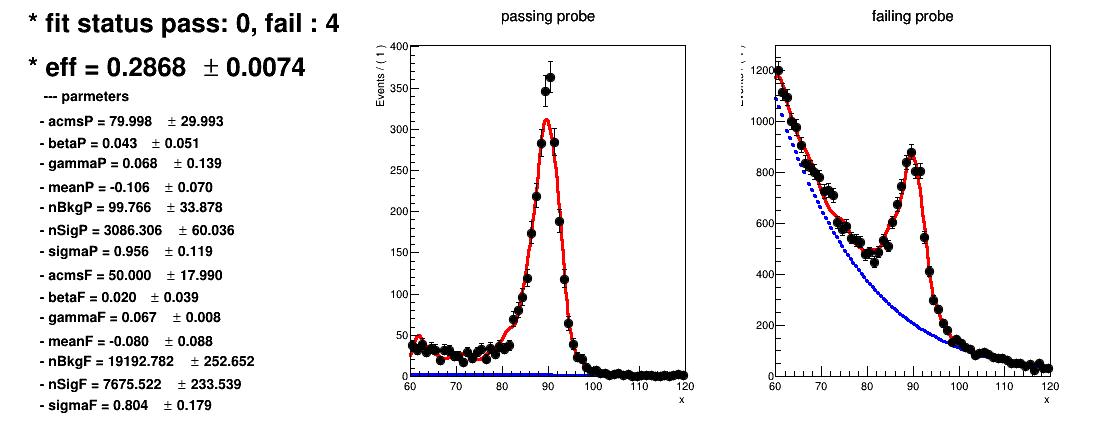 * fit status pass: 0, fail : 4
* eff = 0.2868 ± 0.0074
--- parmeters
- acmsP = 79.998 ± 29.993
- betaP = 0.043 ± 0.051
- gammaP = 0.068 ± 0.139
- meanP = -0.106 ± 0.070
- nBkgP = 99.766 ± 33.878
- nSigP = 3086.306 ± 60.036
- sigmaP = 0.956 ± 0.119
- acmsF = 50.000 ± 17.990
- betaF = 0.020 ± 0.039
- gammaF = 0.067 ± 0.008
- meanF = -0.080 ± 0.088
- nBkgF = 19192.782 ± 252.652
- nSigF = 7675.522 ± 233.539
- sigmaF = 0.804 ± 0.179
passing probe
Events / ( 1 )
400
350
300
250
200
150
100
50
0
60 70 80 90 100 110 120
x
failing probe
1200
1000
800
600
400
200
0
60 70 80 90 100 110 120
x